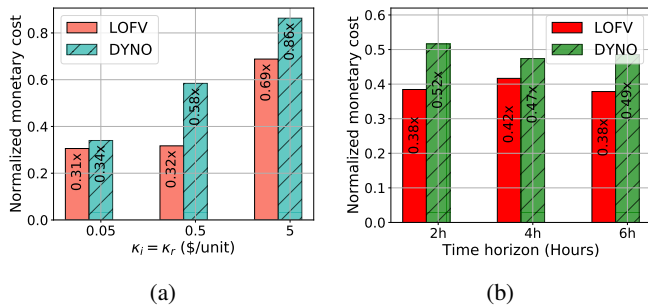 Normalized monetary cost
0.8
0.6
0.4
0.2
0.0
LOFV
DYNO
0.31x
0.34x
0.32x
0.58x
0.69x
0.86x
0.05
0.5
5
κi = κr ($/unit)
(a)
Normalized monetary cost
0.6
0.5
0.4
0.3
0.2
0.1
0.0
LOFV
DYNO
0.38x
0.52x
0.42x
0.47x
0.38x
0.49x
2h
4h
6h
Time horizon (Hours)
(b)